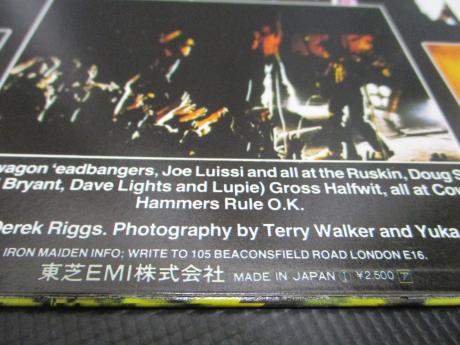 wagon 'eadbangers, Joe Luissi and all at the Ruskin, Doug S
Bryant, Dave Lights and Lupie) Gross Halfwit, all at Cou
Hammers Rule O.K.
Derek Riggs. Photography by Terry Walker and Yuka
IRON MAIDEN INFO; WRITE TO 105 BEACONSFIELD ROAD LONDON E16.
東芝EMI株式会社 MADE IN JAPAN Ⓘ ¥2,500 ア